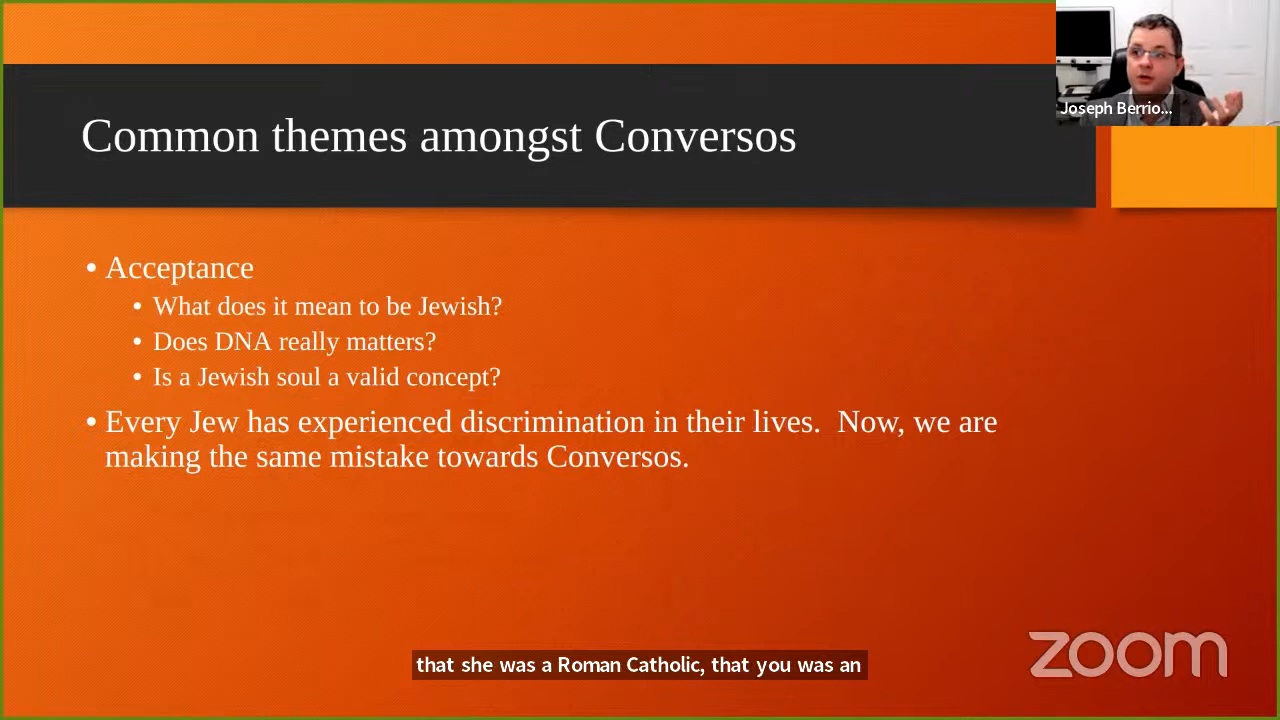 Joseph Berrio...
Common themes amongst Conversos
• Acceptance
• What does it mean to be Jewish?
• Does DNA really matters?
• Is a Jewish soul a valid concept?
• Every Jew has experienced discrimination in their lives.  Now, we are
making the same mistake towards Conversos.
that she was a Roman Catholic, that you was an
zoom